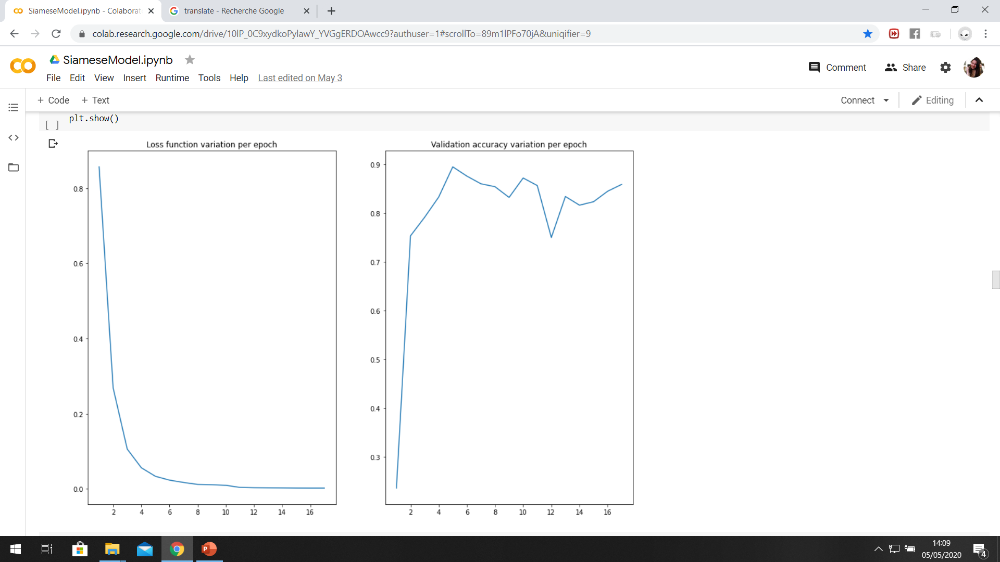 SiameseModel.ipynb - Colaborat
translate - Recherche Google
colab.research.google.com/drive/10lP_0C9xydkoPylawY_YVGgERDOAwcc9?authuser=1#scrollTo=89m1lPFo70jA&uniqifier=9
SiameseModel.ipynb
Comment
Share
File Edit View Insert Runtime Tools Help Last edited on May 3
+ Code + Text
Connect
Editing
plt.show()
[ ]
Loss function variation per epoch
0.8
0.6
0.4
0.2
0.0
2 4 6 8 10 12 14 16
Validation accuracy variation per epoch
0.9
0.8
0.7
0.6
0.5
0.4
0.3
2 4 6 8 10 12 14 16
14:09
05/05/2020
4